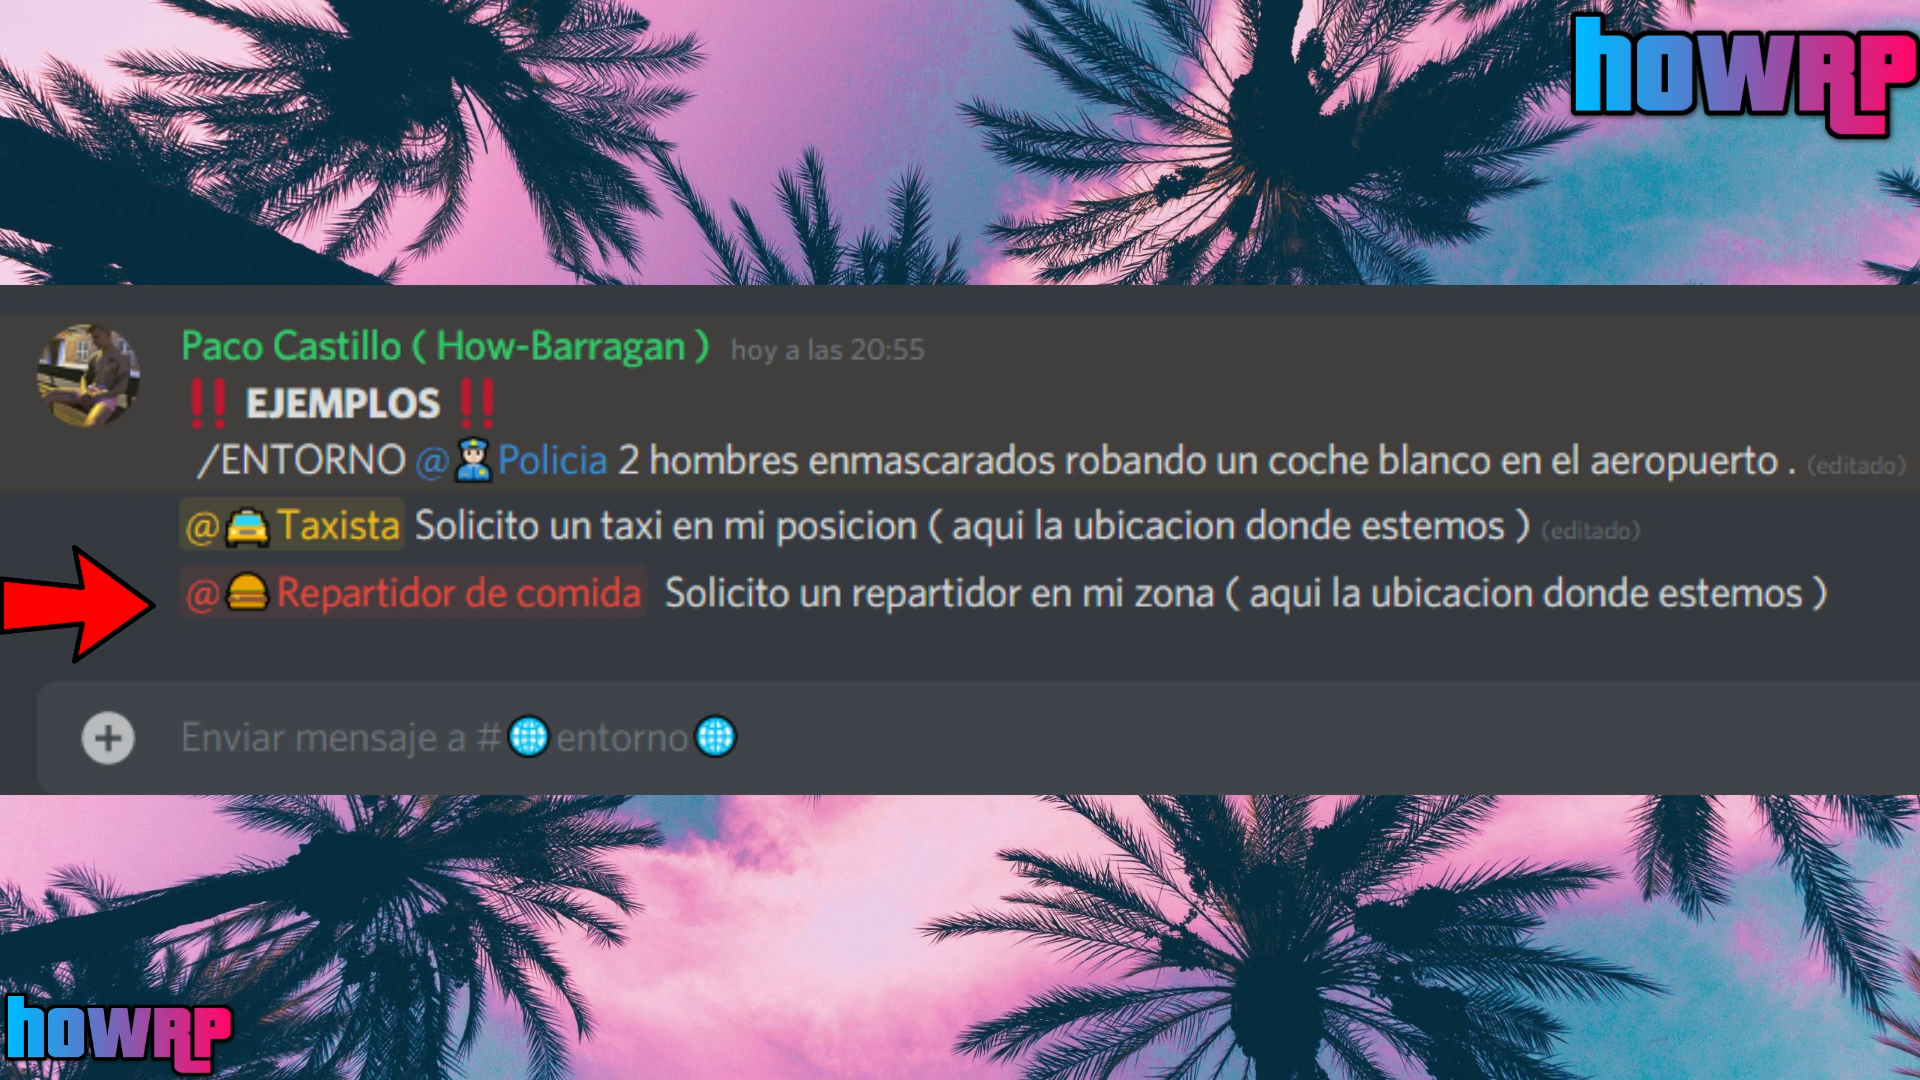 howRP
Paco Castillo ( How-Barragan ) hoy a las 20:55
‼️ EJEMPLOS ‼️
/ENTORNO @👮Policia 2 hombres enmascarados robando un coche blanco en el aeropuerto . (editado)
@🚖Taxista Solicito un taxi en mi posicion ( aqui la ubicacion donde estemos ) (editado)
@🍔Repartidor de comida Solicito un repartidor en mi zona ( aqui la ubicacion donde estemos )
Enviar mensaje a #🌐entorno🌐
howRP